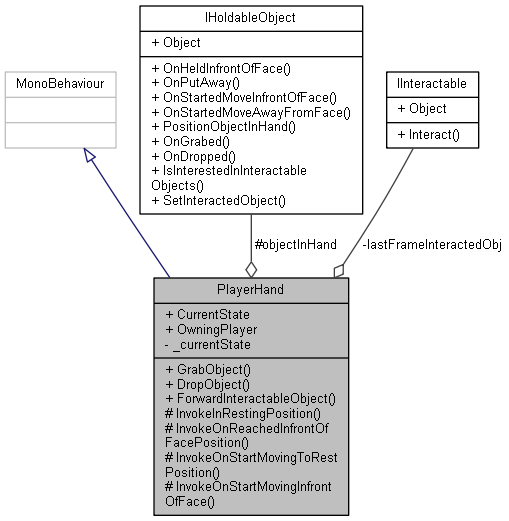 IHoldableObject
+ Object
+ OnHeldInfrontOfFace()
+ OnPutAway()
+ OnStartedMoveInfrontOfFace()
+ OnStartedMoveAwayFromFace()
+ PositionObjectInHand()
+ OnGrabed()
+ OnDropped()
+ IsInterestedInInteractable
Objects()
+ SetInteractedObject()
MonoBehaviour
IInteractable
+ Object
+ Interact()
#objectInHand
-lastFrameInteractedObj
PlayerHand
+ CurrentState
+ OwningPlayer
- _currentState
+ GrabObject()
+ DropObject()
+ ForwardInteractableObject()
# InvokeInRestingPosition()
# InvokeOnReachedInfrontOf
FacePosition()
# InvokeOnStartMovingToRest
Position()
# InvokeOnStartMovingInfront
OfFace()